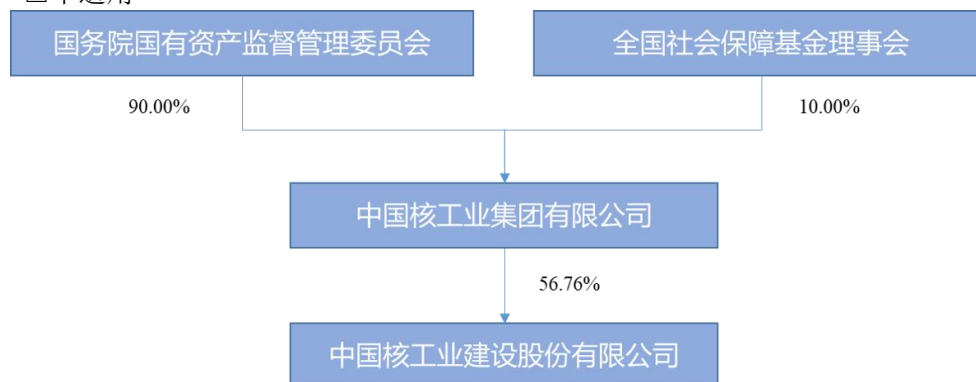 国务院国有资产监督管理委员会
全国社会保障基金理事会
90.00%
10.00%
中国核工业集团有限公司
56.76%
中国核工业建设股份有限公司